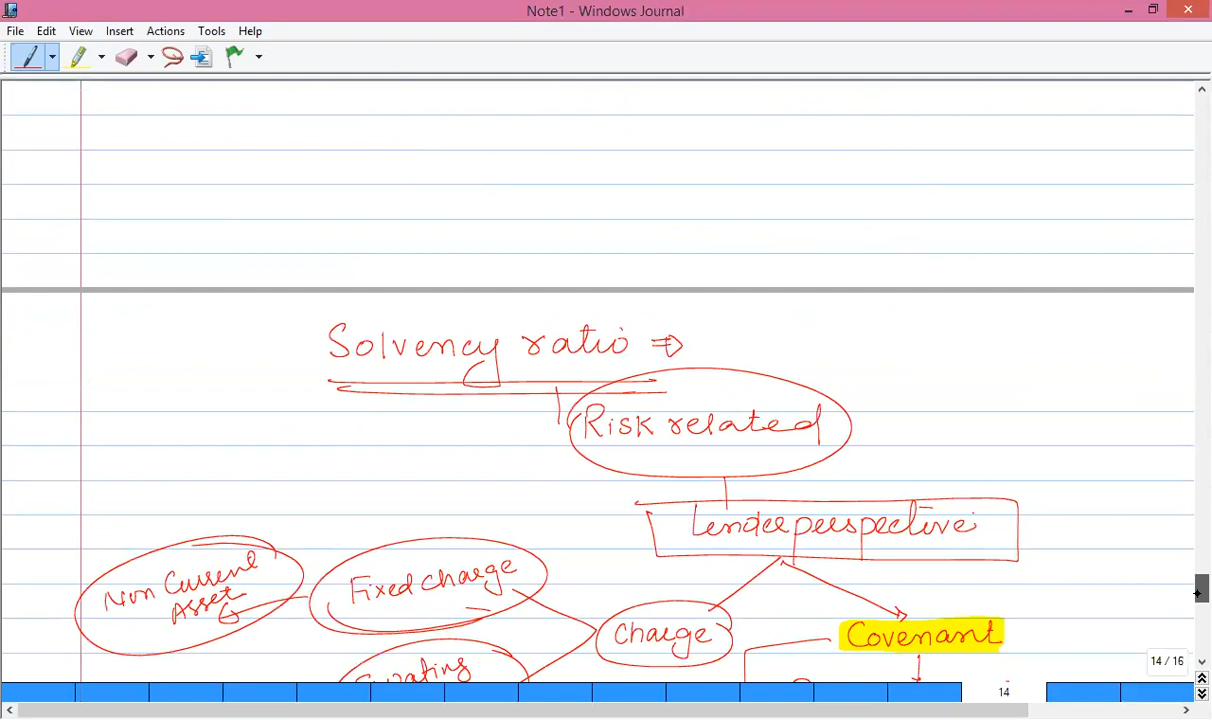 Note1 - Windows Journal
File Edit View Insert Actions Tools Help
Solvency ratio ⇒
Risk related
Lender perspective
Fixed charge
Non Current
Asset
Charge
Covenant
14 / 16
14